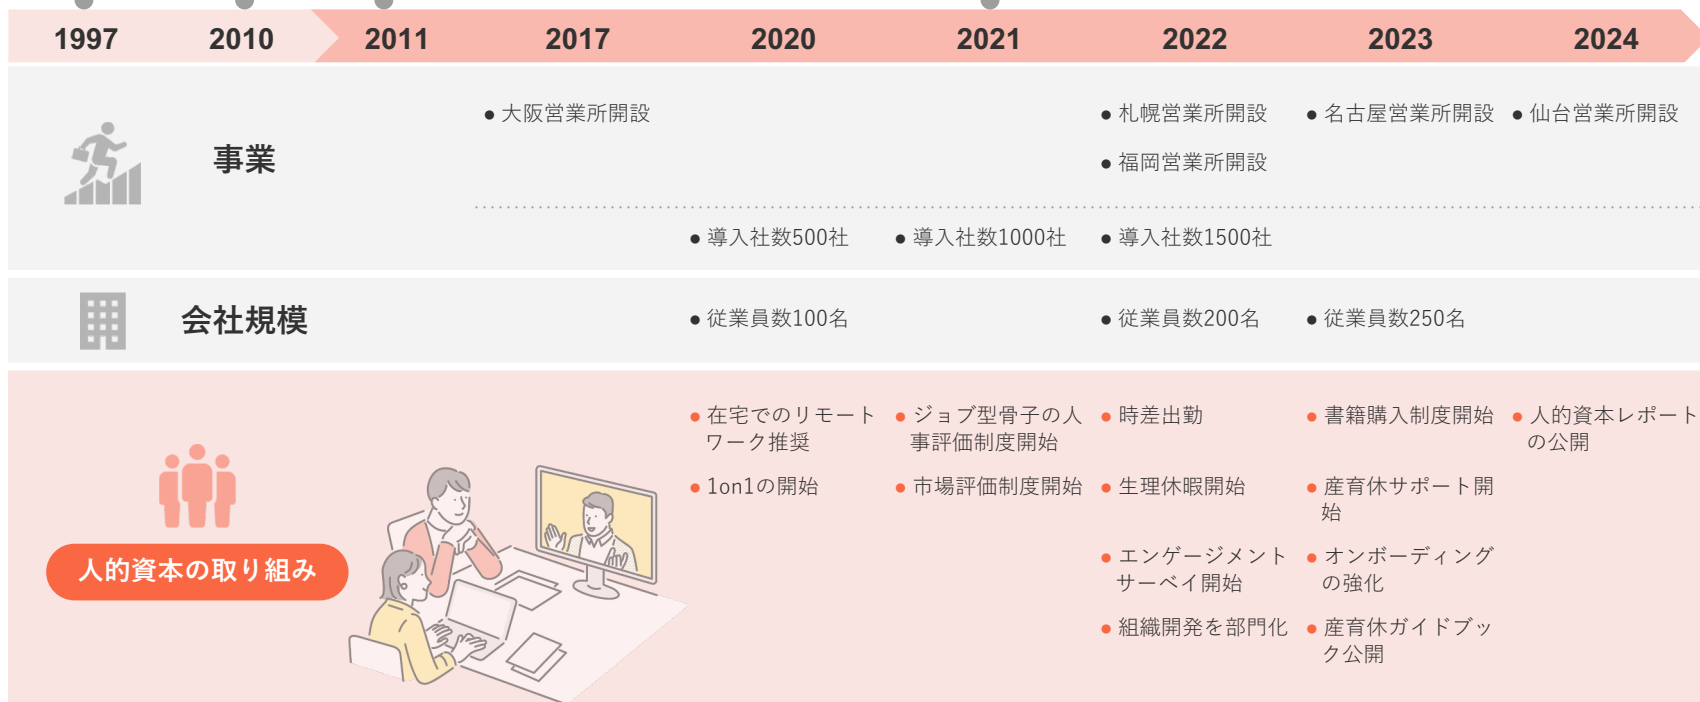 1997 2010 2011 2017 2020 2021 2022 2023 2024
事業
大阪営業所開設
札幌営業所開設
名古屋営業所開設
仙台営業所開設
福岡営業所開設
導入社数500社
導入社数1000社
導入社数1500社
会社規模
従業員数100名
従業員数200名
従業員数250名
人的資本の取り組み
在宅でのリモート
ワーク推奨
1on1の開始
ジョブ型骨子の人
事評価制度開始
市場評価制度開始
時差出勤
生理休暇開始
エンゲージメント
サーベイ開始
組織開発を部門化
書籍購入制度開始
産育休サポート開
始
オンボーディング
の強化
産育休ガイドブッ
ク公開
人的資本レポート
の公開